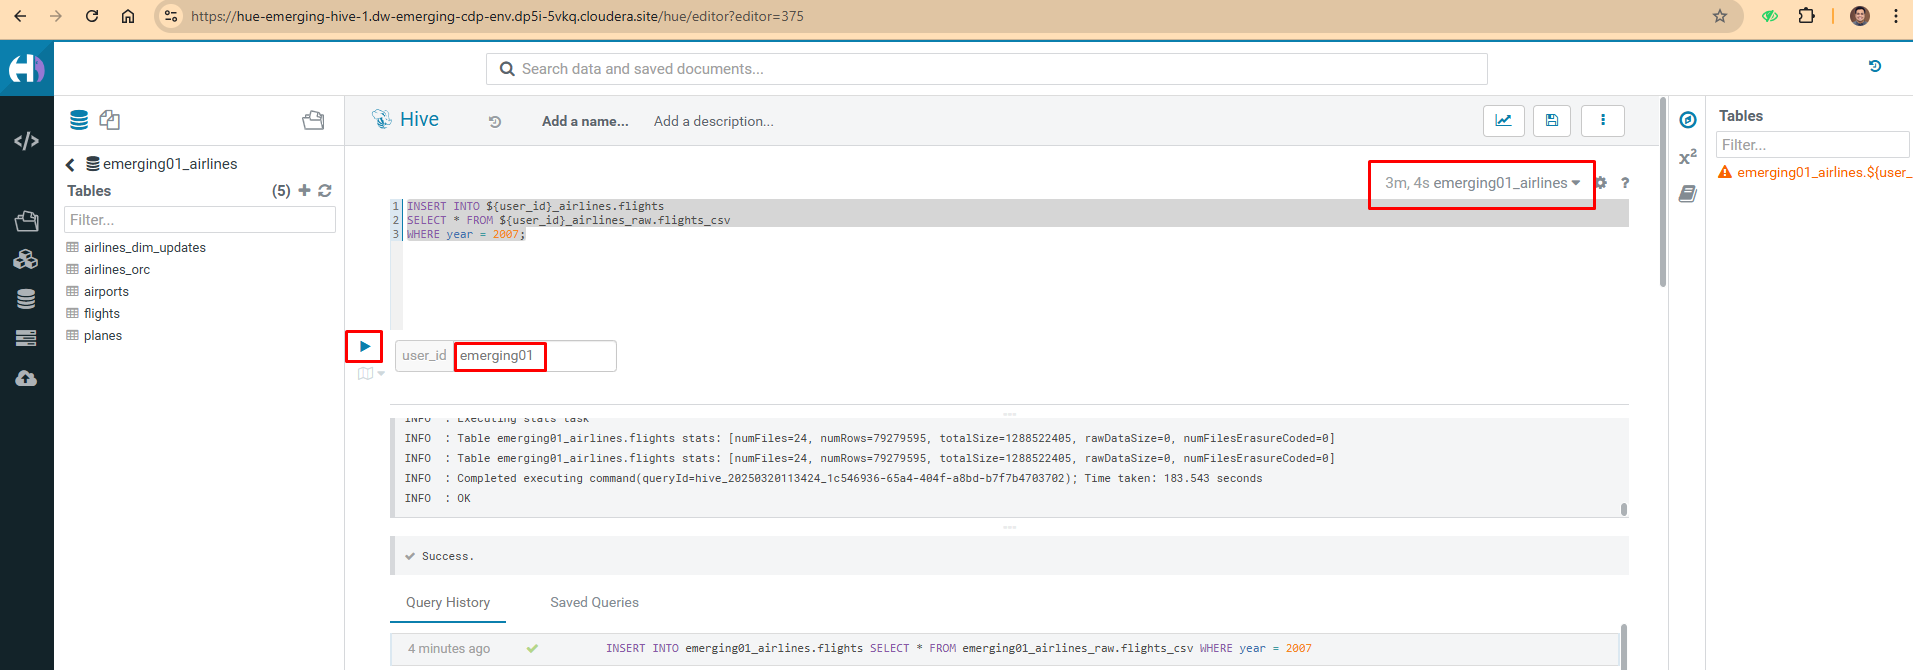 https://hue-emerging-hive-1.dw-emerging-cdp-env.dp5i-5vkq.cloudera.site/hue/editor?editor=375
Search data and saved documents...
Hive
Add a name...
Add a description...
emerging01_airlines
Tables
(5)
Filter...
airlines_dim_updates
airlines_orc
airports
flights
planes
3m, 4s emerging01_airlines
?
1 INSERT INTO ${user_id}_airlines.flights
2 SELECT * FROM ${user_id}_airlines_raw.flights_csv
3 WHERE year = 2007;
user_id emerging01
INFO : Executing stats task
INFO : Table emerging01_airlines.flights stats: [numFiles=24, numRows=79279595, totalSize=1288522405, rawDataSize=0, numFilesErasureCoded=0]
INFO : Table emerging01_airlines.flights stats: [numFiles=24, numRows=79279595, totalSize=1288522405, rawDataSize=0, numFilesErasureCoded=0]
INFO : Completed executing command(queryId=hive_20250320113424_1c546936-65a4-404f-a8bd-b7f7b4703702); Time taken: 183.543 seconds
INFO : OK
Success.
Query History
Saved Queries
4 minutes ago INSERT INTO emerging01_airlines.flights SELECT * FROM emerging01_airlines_raw.flights_csv WHERE year = 2007
x²
Tables
Filter...
emerging01_airlines.${user_